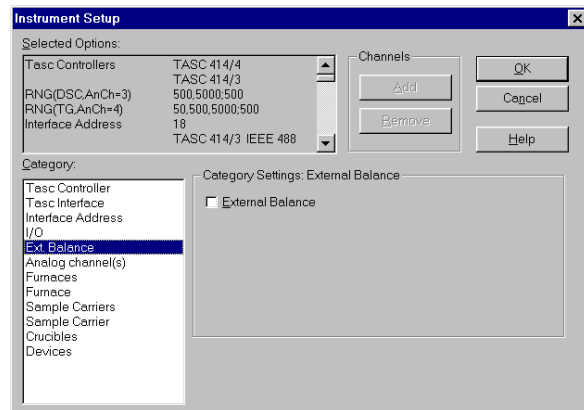 Instrument Setup
Selected Options:
Tasc Controllers TASC 414/4
TASC 414/3
RNG(DSC,AnCh=3) 500,5000;500
RNG(TG,AnCh=4) 50,500,5000;500
Interface Address 18
TASC 414/3 IEEE 488
Channels
Add
Remove
OK
Cancel
Help
Category:
Tasc Controller
Tasc Interface
Interface Address
I/O
Ext. Balance
Analog channel(s)
Furnaces
Furnace
Sample Carriers
Sample Carrier
Crucibles
Devices
Category Settings: External Balance
External Balance